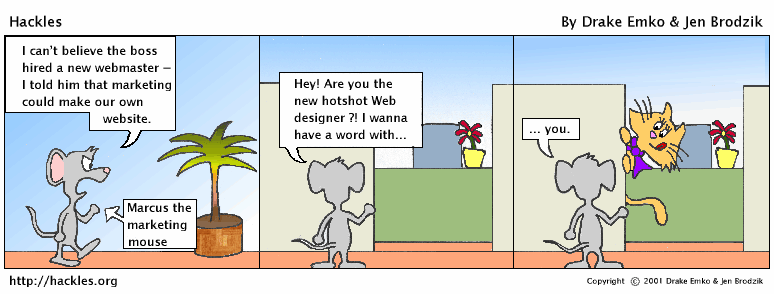 Hackles
By Drake Emko & Jen Brodzik
I can't believe the boss
hired a new webmaster –
I told him that marketing
could make our own
website.
Marcus the
marketing
mouse
Hey! Are you the
new hotshot Web
designer ?! I wanna
have a word with...
... you.
http://hackles.org
Copyright © 2001 Drake Emko & Jen Brodzik